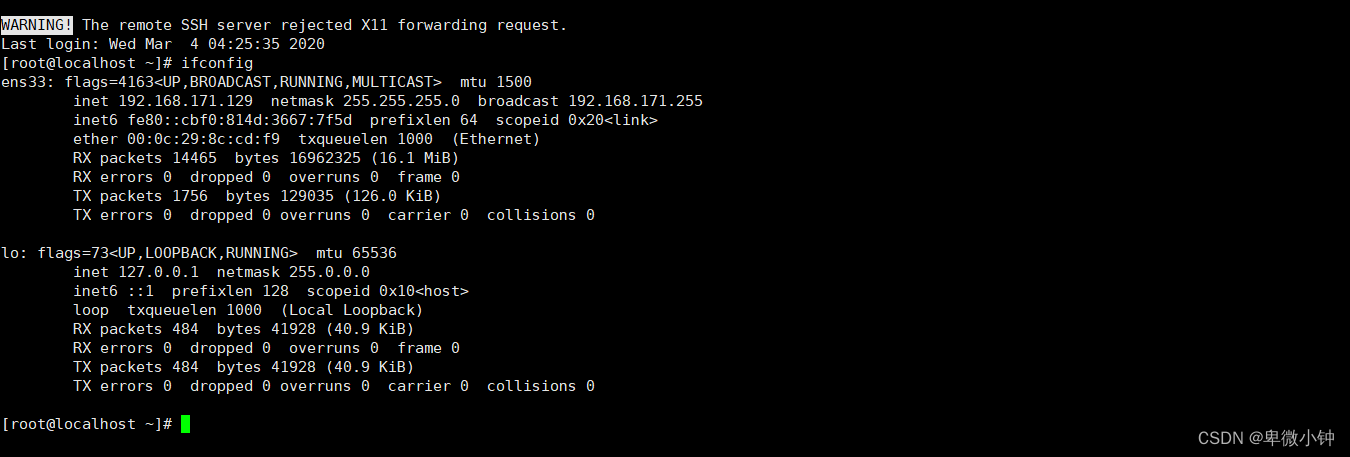 WARNING! The remote SSH server rejected X11 forwarding request.
Last login: Wed Mar  4 04:25:35 2020
[root@localhost ~]# ifconfig
ens33: flags=4163<UP,BROADCAST,RUNNING,MULTICAST>  mtu 1500
        inet 192.168.171.129  netmask 255.255.255.0  broadcast 192.168.171.255
        inet6 fe80::cbf0:814d:3667:7f5d  prefixlen 64  scopeid 0x20<link>
        ether 00:0c:29:8c:cd:f9  txqueuelen 1000  (Ethernet)
        RX packets 14465  bytes 16962325 (16.1 MiB)
        RX errors 0  dropped 0  overruns 0  frame 0
        TX packets 1756  bytes 129035 (126.0 KiB)
        TX errors 0  dropped 0 overruns 0  carrier 0  collisions 0

lo: flags=73<UP,LOOPBACK,RUNNING>  mtu 65536
        inet 127.0.0.1  netmask 255.0.0.0
        inet6 ::1  prefixlen 128  scopeid 0x10<host>
        loop  txqueuelen 1000  (Local Loopback)
        RX packets 484  bytes 41928 (40.9 KiB)
        RX errors 0  dropped 0  overruns 0  frame 0
        TX packets 484  bytes 41928 (40.9 KiB)
        TX errors 0  dropped 0 overruns 0  carrier 0  collisions 0

[root@localhost ~]#
CSDN @卑微小钟